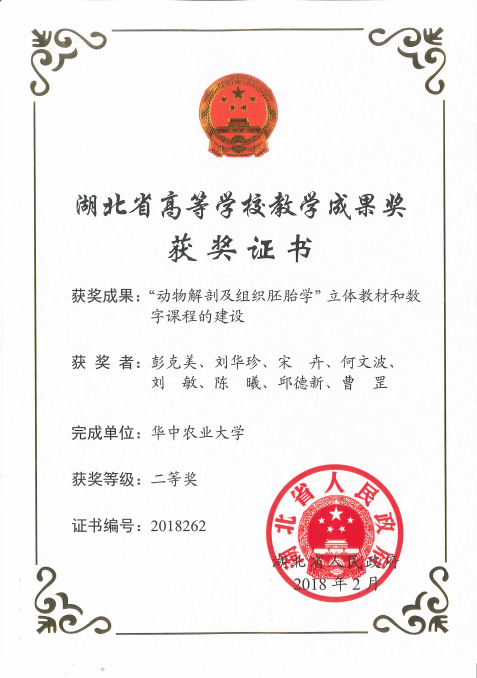 湖北省高等学校教学成果奖
获奖证书
获奖成果：“动物解剖及组织胚胎学”立体教材和数
字课程的建设
获 奖 者：彭克美、刘华珍、宋　卉、何文波、
刘　敏、陈　曦、邱德新、曹　罡
完成单位：华中农业大学
获奖等级：二等奖
证书编号：2018262
湖北省人民政府
湖北省人民政府
2018 年 2 月